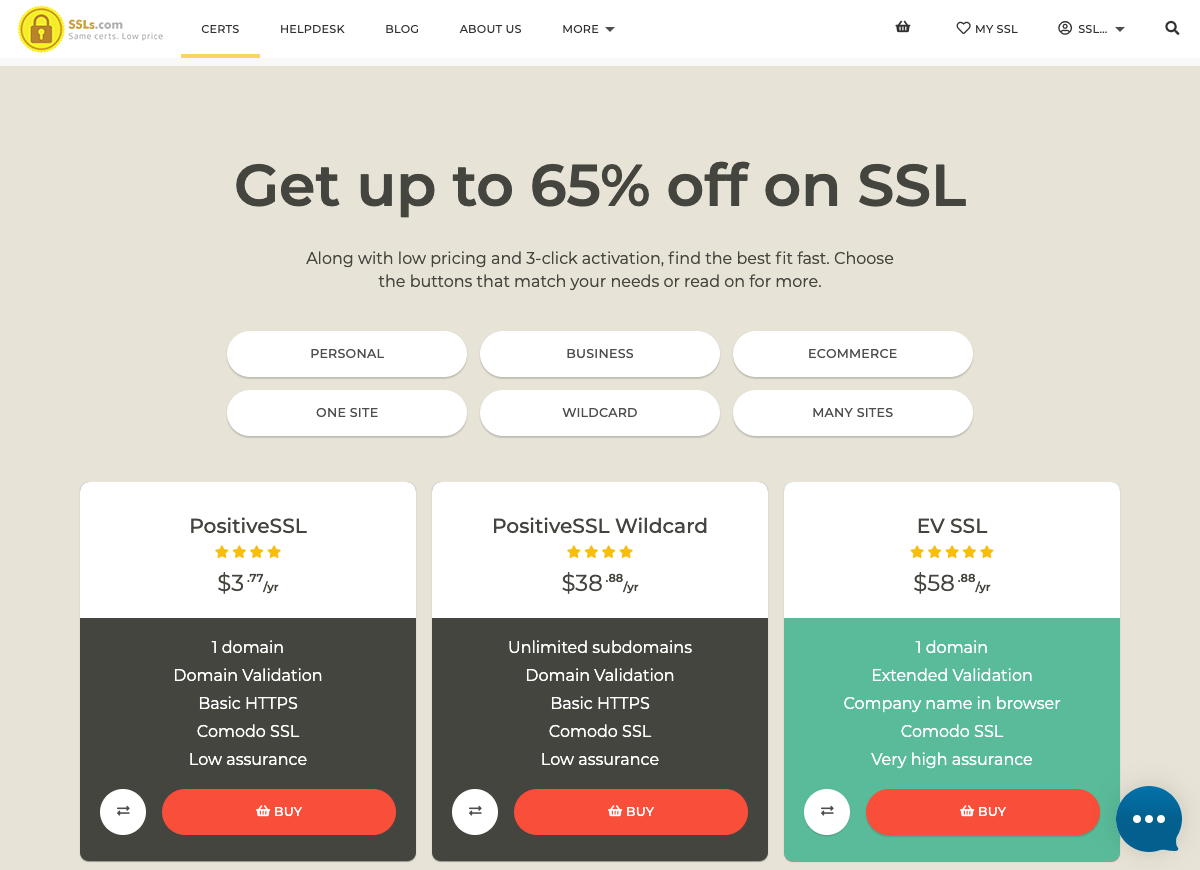 SSLs.com
Same certs. Low price
CERTS
HELPDESK
BLOG
ABOUT US
MORE
MY SSL
SSL...
Get up to 65% off on SSL
Along with low pricing and 3-click activation, find the best fit fast. Choose
the buttons that match your needs or read on for more.
PERSONAL
BUSINESS
ECOMMERCE
ONE SITE
WILDCARD
MANY SITES
PositiveSSL
$3.77/yr
1 domain
Domain Validation
Basic HTTPS
Comodo SSL
Low assurance
BUY
PositiveSSL Wildcard
$38.88/yr
Unlimited subdomains
Domain Validation
Basic HTTPS
Comodo SSL
Low assurance
BUY
EV SSL
$58.88/yr
1 domain
Extended Validation
Company name in browser
Comodo SSL
Very high assurance
BUY